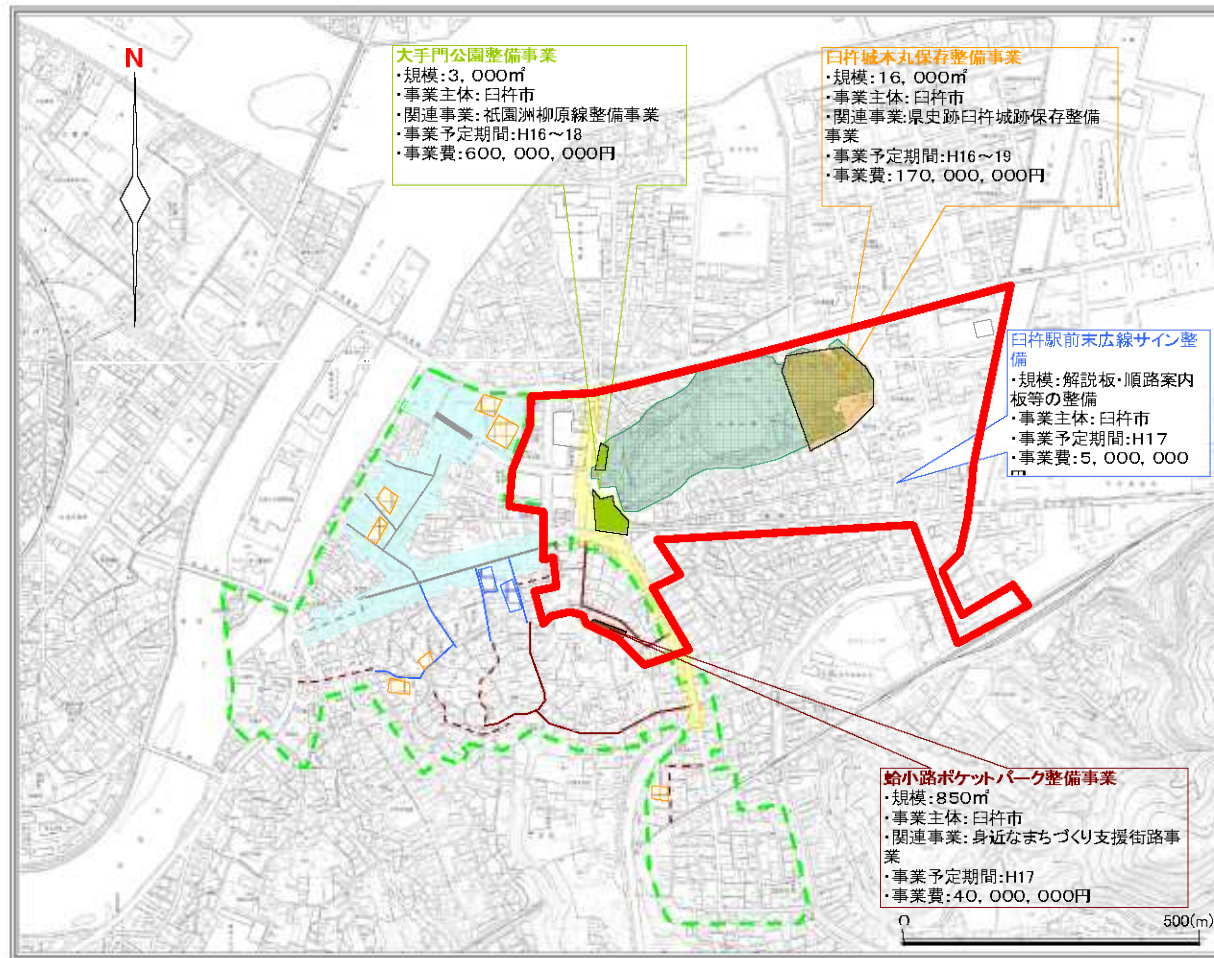 N
大手門公園整備事業
・規模:3,000㎡
・事業主体:臼杵市
・関連事業:祇園洲柳原線整備事業
・事業予定期間:H16～18
・事業費:600,000,000円
臼杵城本丸保存整備事業
・規模:16,000㎡
・事業主体:臼杵市
・関連事業:県史跡臼杵城跡保存整備
事業
・事業予定期間:H16～19
・事業費:170,000,000円
臼杵駅前末広線サイン整
備
・規模:解説板・順路案内
板等の整備
・事業主体:臼杵市
・事業予定期間:H17
・事業費:5,000,000
円
蛤小路ポケットパーク整備事業
・規模:850㎡
・事業主体:臼杵市
・関連事業:身近なまちづくり支援街路事
業
・事業予定期間:H17
・事業費:40,000,000円
0 500(m)